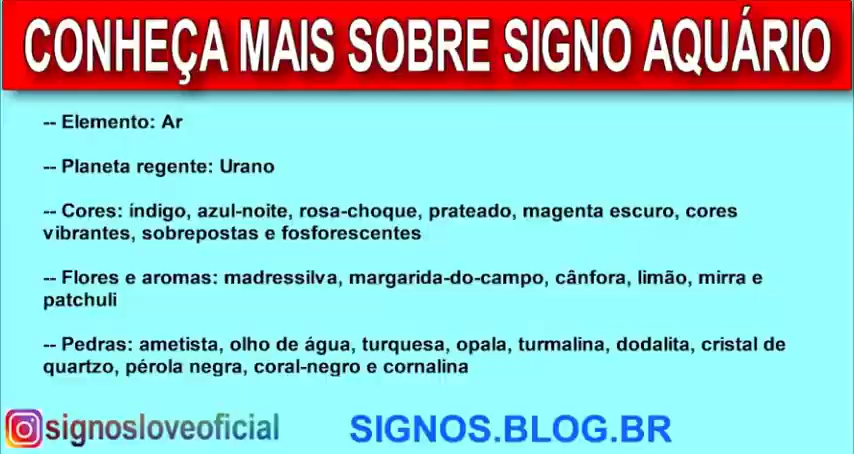 CONHEÇA MAIS SOBRE SIGNO AQUÁRIO
-- Elemento: Ar
-- Planeta regente: Urano
-- Cores: índigo, azul-noite, rosa-choque, prateado, magenta escuro, cores
vibrantes, sobrepostas e fosforescentes
-- Flores e aromas: madressilva, margarida-do-campo, cânfora, limão, mirra e
patchuli
-- Pedras: ametista, olho de água, turquesa, opala, turmalina, dodalita, cristal de
quartzo, pérola negra, coral-negro e cornalina
signosloveoficial
SIGNOS.BLOG.BR